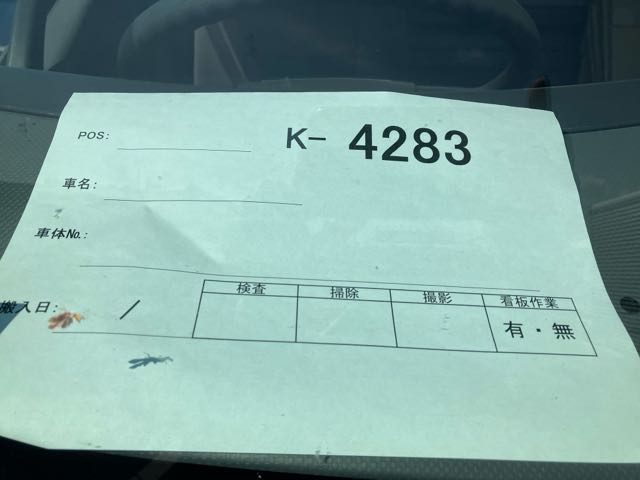 POS:
K- 4283
車名:
車体No.:
搬入日: /
検査 掃除 撮影 看板作業
有・無